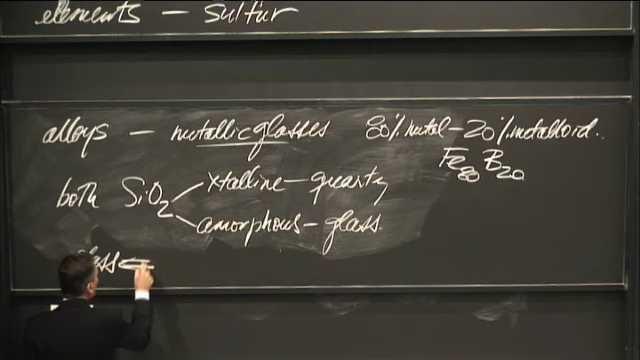 elements — sulfur
alloys — metallic glasses 80% metal — 20% metalloid.
Fe80 B20
both SiO2 xtalline — quartz
amorphous — glass.